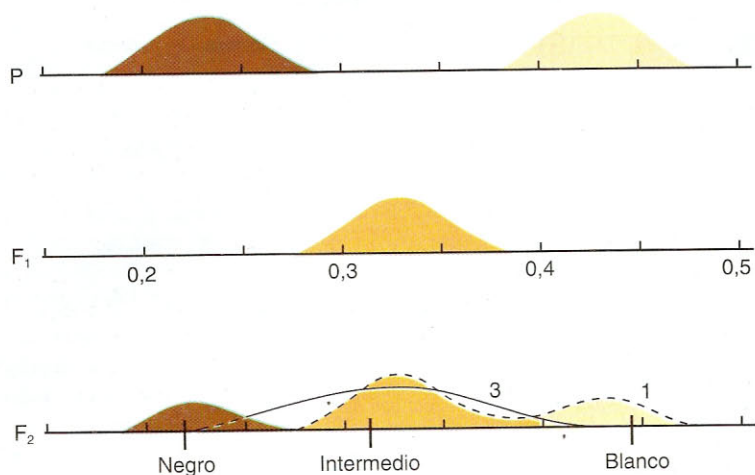 P
F₁
0,2 0,3 0,4 0,5
3 1
F₂
Negro Intermedio Blanco